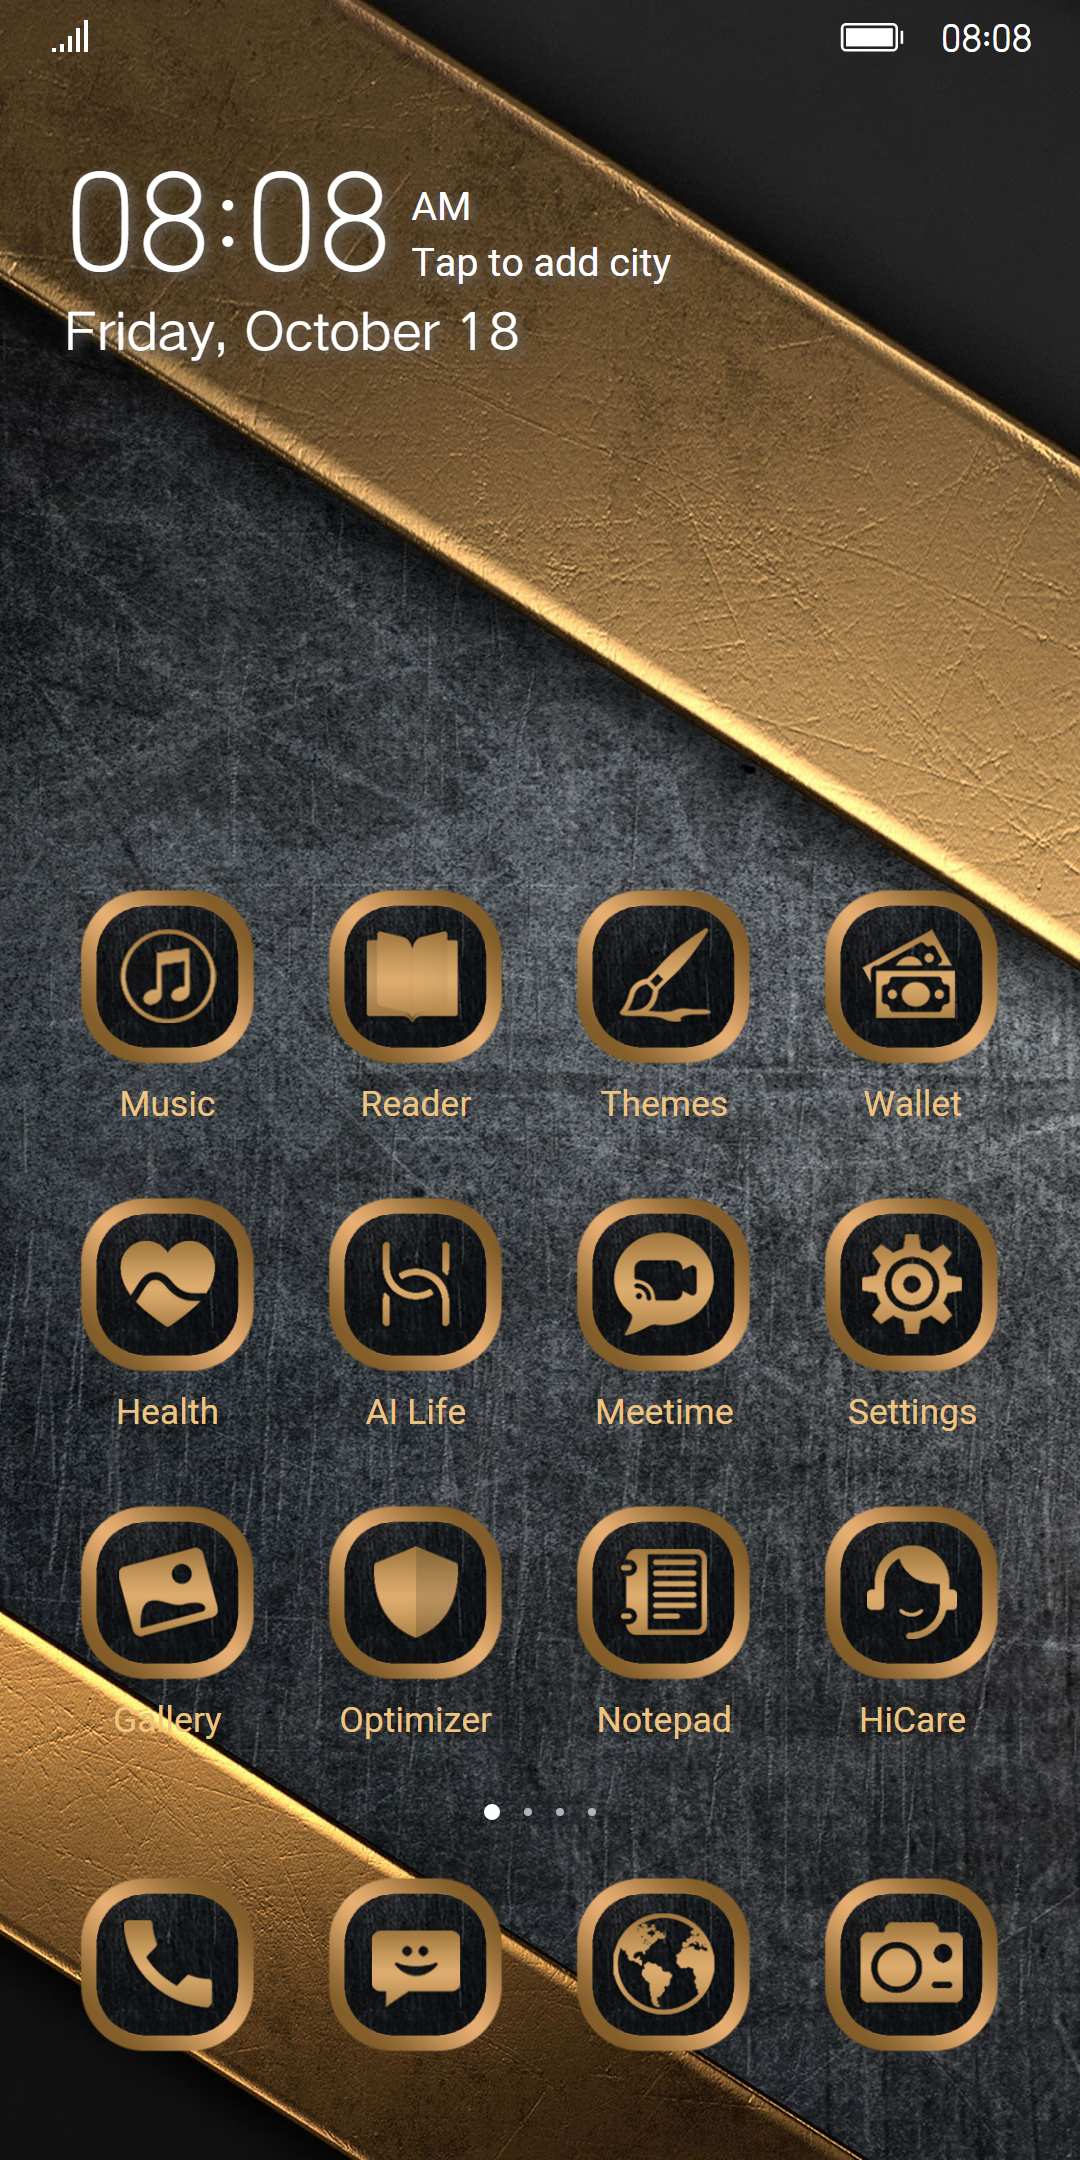 08:08
08:08 AM
Tap to add city
Friday, October 18
Music Reader Themes Wallet
Health AI Life Meetime Settings
Gallery Optimizer Notepad HiCare